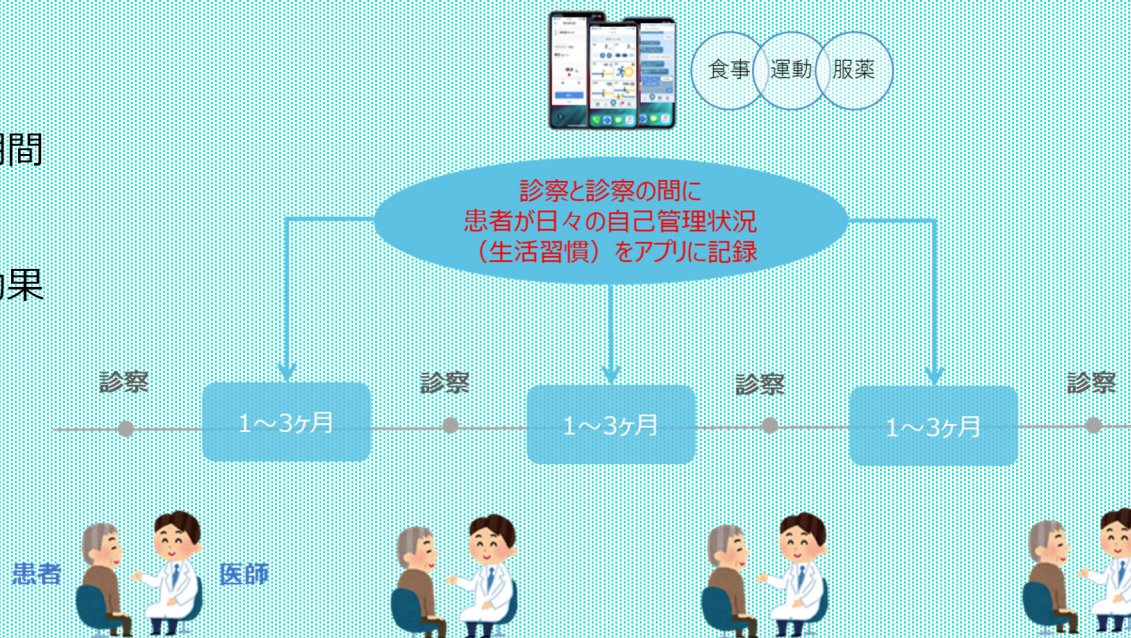 食事 運動 服薬
間
果
診察と診察の間に
患者が日々の自己管理状況
（生活習慣）をアプリに記録
診察 診察 診察 診察
1～3ヶ月 1～3ヶ月 1～3ヶ月
患者 医師